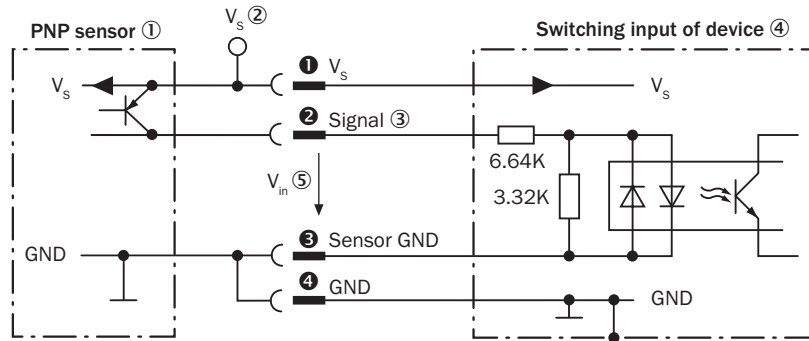 PNP sensor ①
Vs ②
Switching input of device ④
Vs
❶ Vs
Vs
❷ Signal ③
6.64K
3.32K
Vin ⑤
GND
❸ Sensor GND
❹ GND
GND